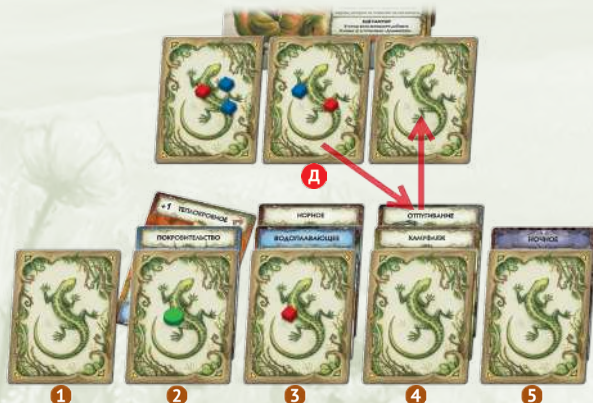 Д
+1 ТЕПЛОКРОВНОЕ
НОРНОЕ
ОТПУГИВАНИЕ
ПОКРОВИТЕЛЬСТВО
ВОДОПЛАВАЮЩЕЕ
КАМУФЛЯЖ
НОЧНОЕ
1
2
3
4
5